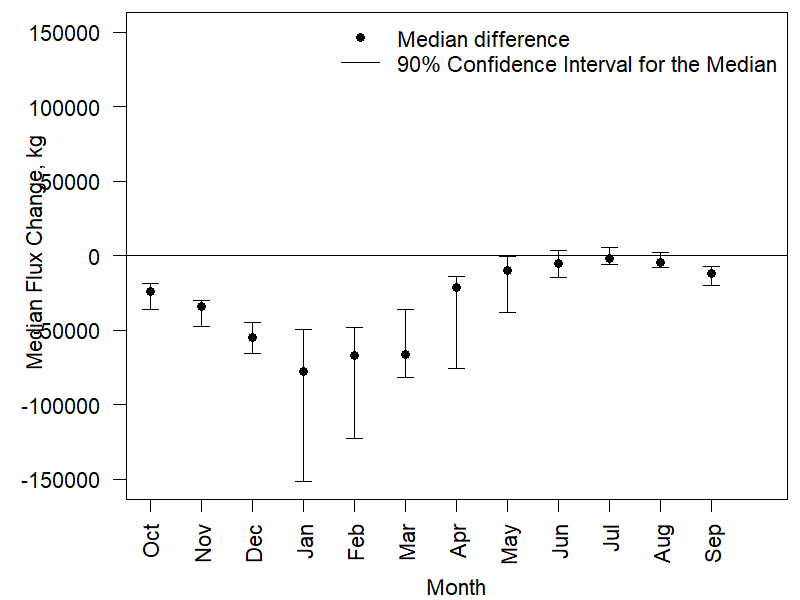 Median difference
90% Confidence Interval for the Median
Median Flux Change, kg
150000
100000
50000
0
-50000
-100000
-150000
Oct
Nov
Dec
Jan
Feb
Mar
Apr
May
Jun
Jul
Aug
Sep
Month